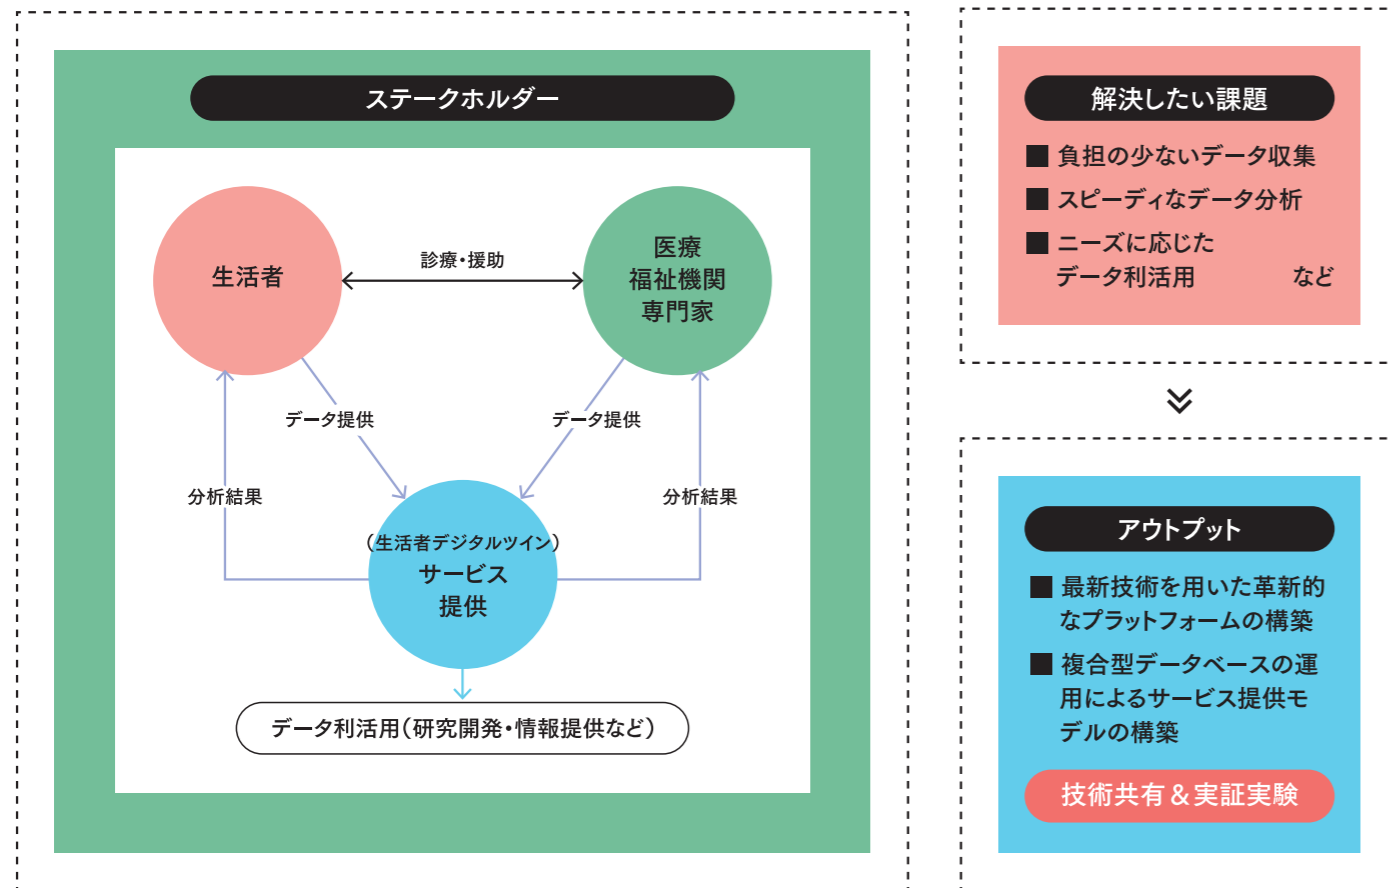 ステークホルダー
生活者
診療・援助
医療
福祉機関
専門家
データ提供
データ提供
分析結果
分析結果
（生活者デジタルツイン）
サービス
提供
データ利活用（研究開発・情報提供など）
解決したい課題
■ 負担の少ないデータ収集
■ スピーディなデータ分析
■ ニーズに応じた
データ利活用 など
アウトプット
■ 最新技術を用いた革新的
なプラットフォームの構築
■ 複合型データベースの運
用によるサービス提供モ
デルの構築
技術共有＆実証実験